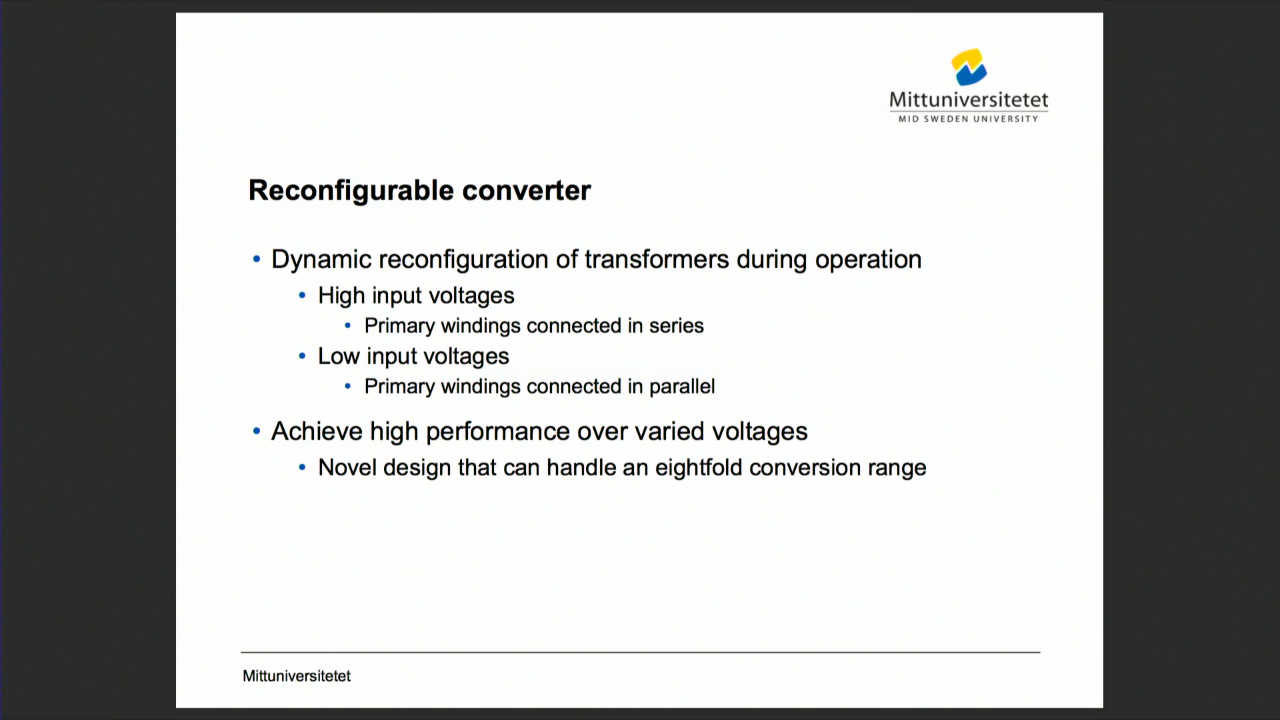 Mittuniversitetet
MID SWEDEN UNIVERSITY
Reconfigurable converter
• Dynamic reconfiguration of transformers during operation
• High input voltages
• Primary windings connected in series
• Low input voltages
• Primary windings connected in parallel
• Achieve high performance over varied voltages
• Novel design that can handle an eightfold conversion range
Mittuniversitetet